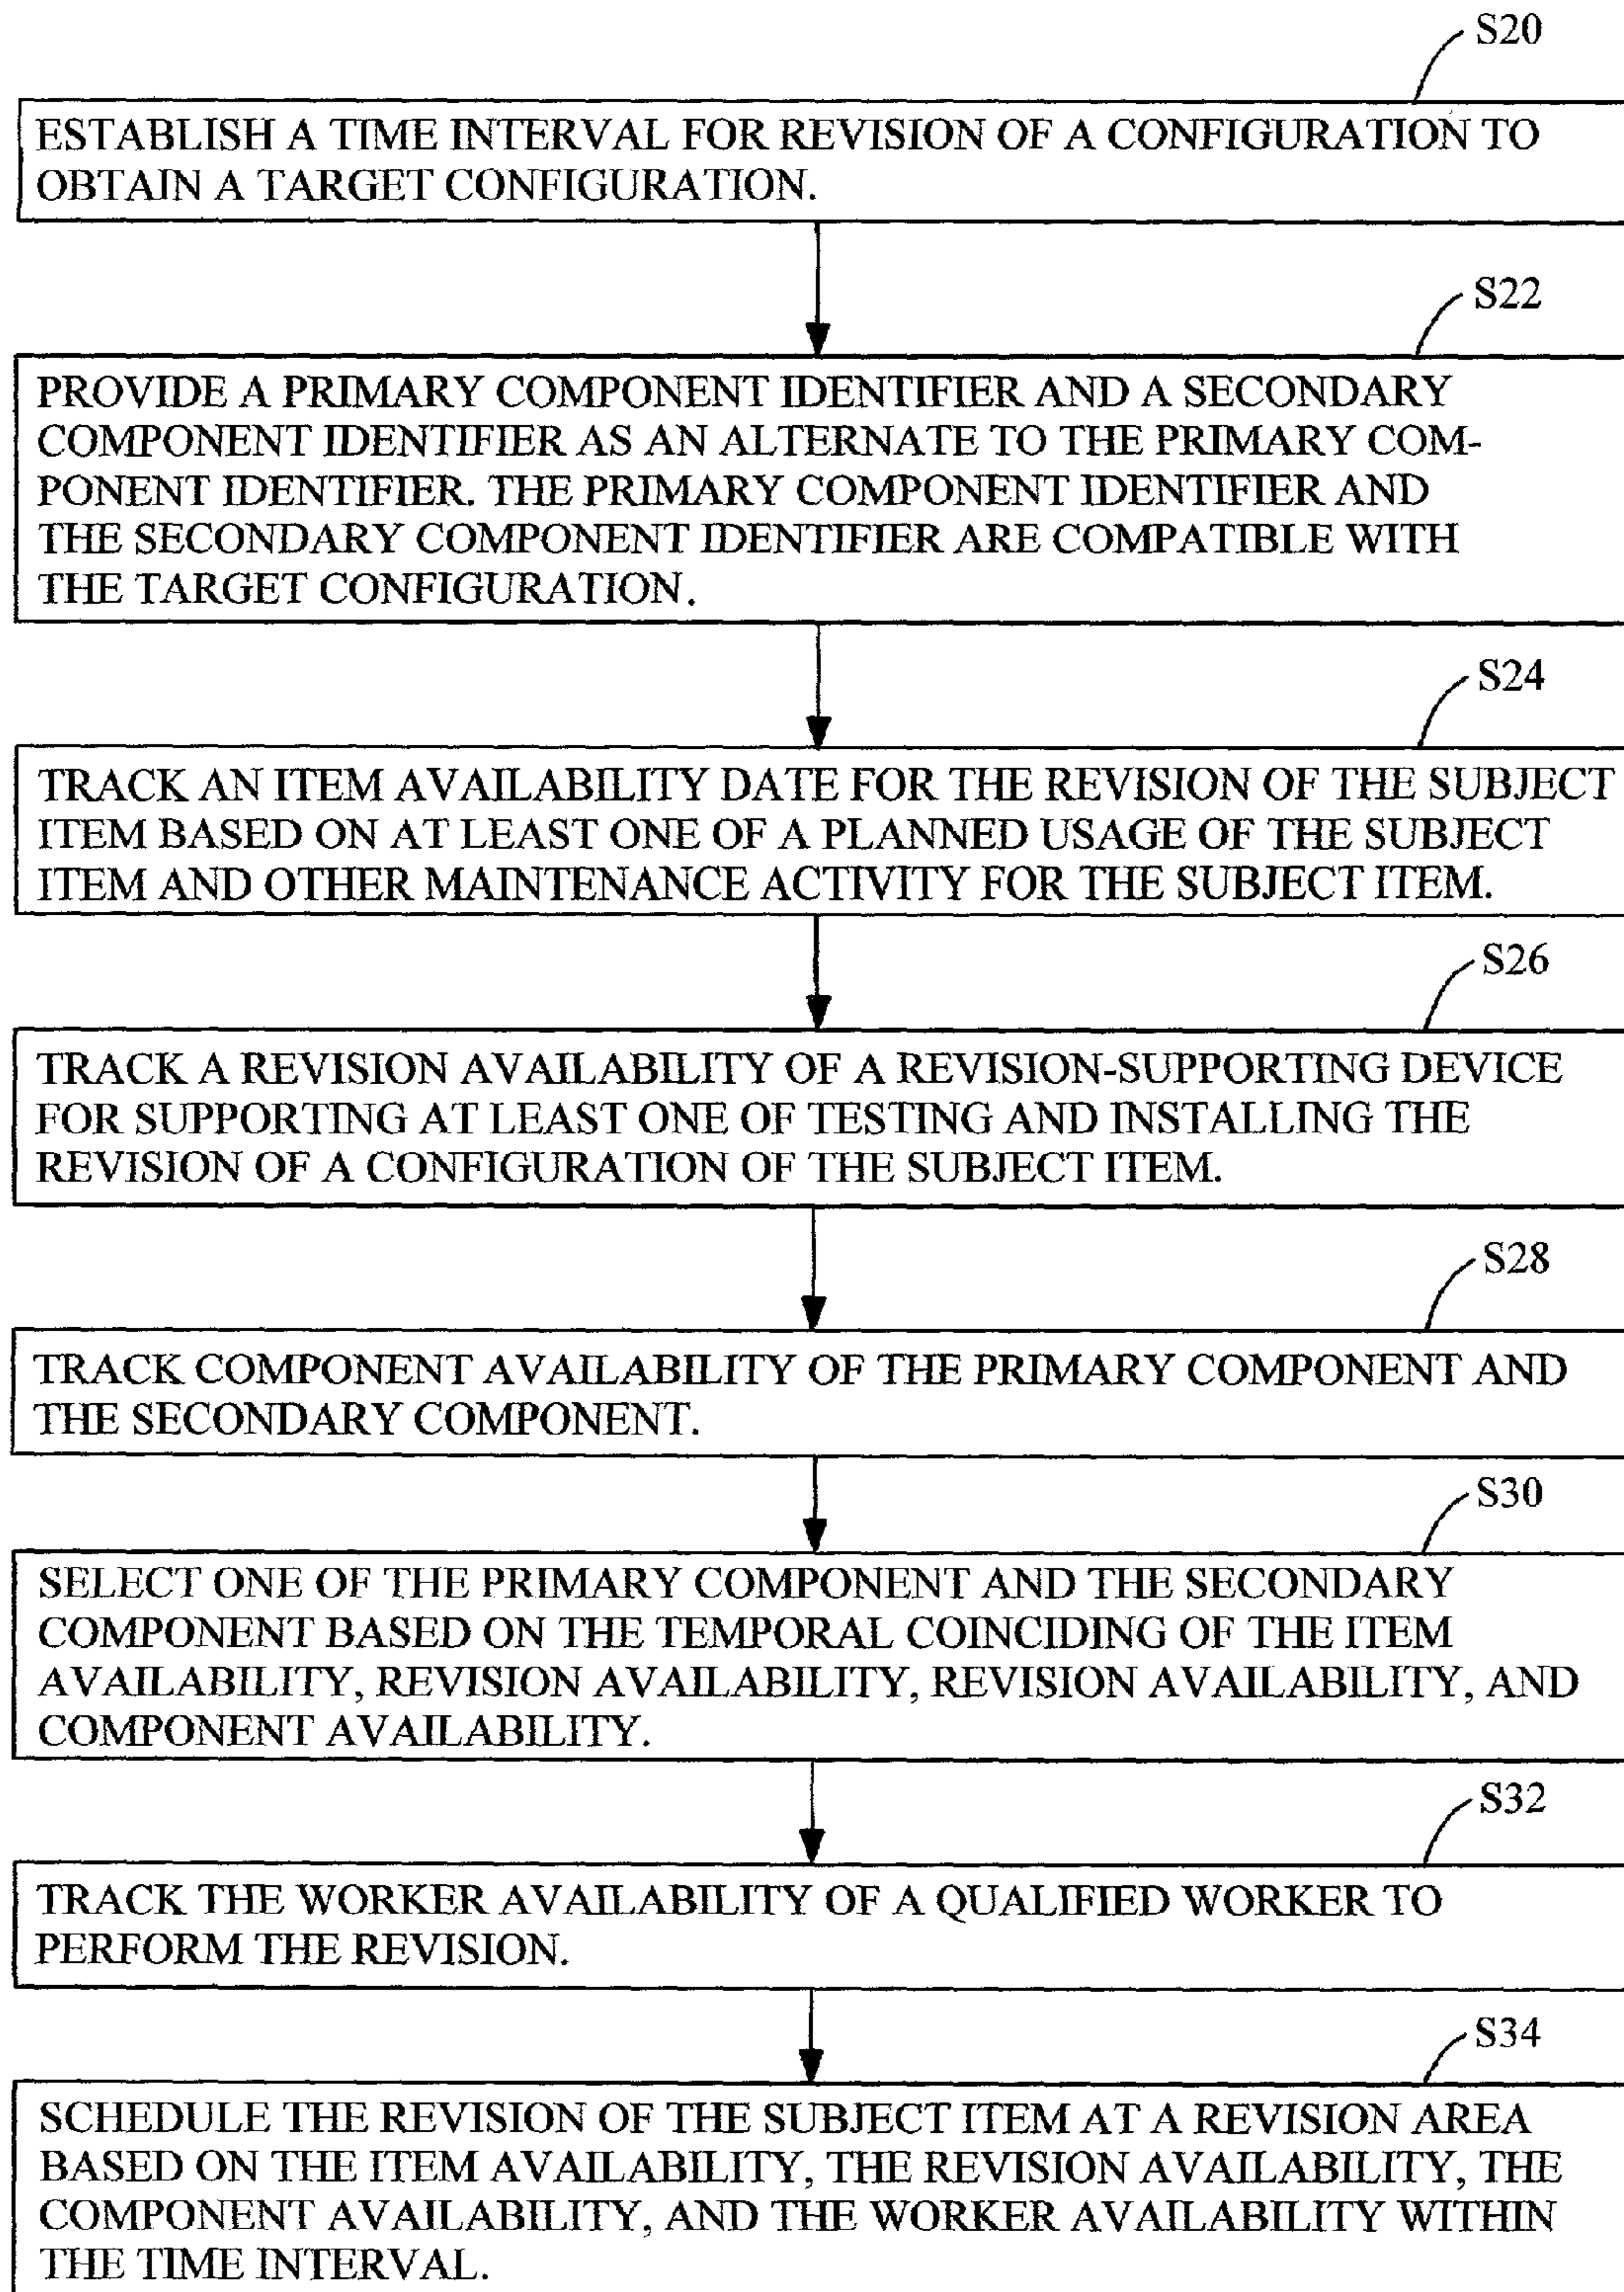 S20
ESTABLISH A TIME INTERVAL FOR REVISION OF A CONFIGURATION TO
OBTAIN A TARGET CONFIGURATION.
S22
PROVIDE A PRIMARY COMPONENT IDENTIFIER AND A SECONDARY
COMPONENT IDENTIFIER AS AN ALTERNATE TO THE PRIMARY COM-
PONENT IDENTIFIER. THE PRIMARY COMPONENT IDENTIFIER AND
THE SECONDARY COMPONENT IDENTIFIER ARE COMPATIBLE WITH
THE TARGET CONFIGURATION.
S24
TRACK AN ITEM AVAILABILITY DATE FOR THE REVISION OF THE SUBJECT
ITEM BASED ON AT LEAST ONE OF A PLANNED USAGE OF THE SUBJECT
ITEM AND OTHER MAINTENANCE ACTIVITY FOR THE SUBJECT ITEM.
S26
TRACK A REVISION AVAILABILITY OF A REVISION-SUPPORTING DEVICE
FOR SUPPORTING AT LEAST ONE OF TESTING AND INSTALLING THE
REVISION OF A CONFIGURATION OF THE SUBJECT ITEM.
S28
TRACK COMPONENT AVAILABILITY OF THE PRIMARY COMPONENT AND
THE SECONDARY COMPONENT.
S30
SELECT ONE OF THE PRIMARY COMPONENT AND THE SECONDARY
COMPONENT BASED ON THE TEMPORAL COINCIDING OF THE ITEM
AVAILABILITY, REVISION AVAILABILITY, REVISION AVAILABILITY, AND
COMPONENT AVAILABILITY.
S32
TRACK THE WORKER AVAILABILITY OF A QUALIFIED WORKER TO
PERFORM THE REVISION.
S34
SCHEDULE THE REVISION OF THE SUBJECT ITEM AT A REVISION AREA
BASED ON THE ITEM AVAILABILITY, THE REVISION AVAILABILITY, THE
COMPONENT AVAILABILITY, AND THE WORKER AVAILABILITY WITHIN
THE TIME INTERVAL.